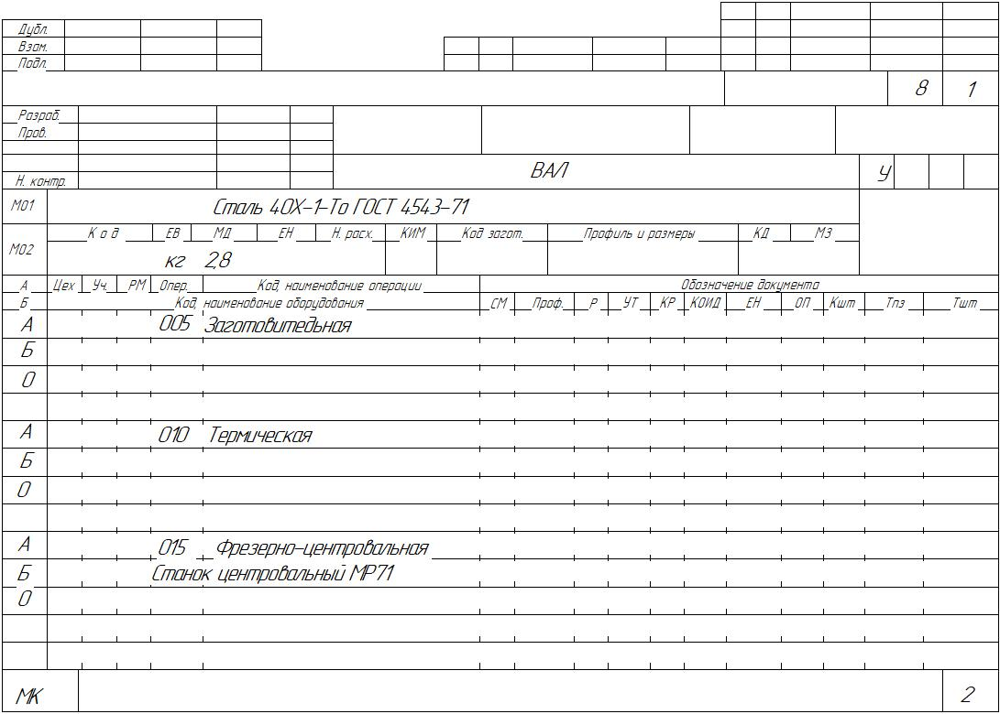 Дубл.
Взам.
Подл.
8 1
Разраб.
Пров.
Н. контр.
ВАЛ У
М01 Сталь 40Х-1-То ГОСТ 4543-71
Код ЕВ МД ЕН Н. расх. КИМ Код загот. Профиль и размеры КД МЗ
М02 кг 2,8
А Цех Уч. РМ Опер. Код, наименование операции Обозначение документа
Б Код, наименование оборудования СМ Проф. Р УТ КР КОИД ЕН ОП Кшт Тпз Тшт
А 005 Заготовитедьная
Б
О
А 010 Термическая
Б
О
А 015 Фрезерно-центровальная
Б Станок центровальный МР71
О
МК 2